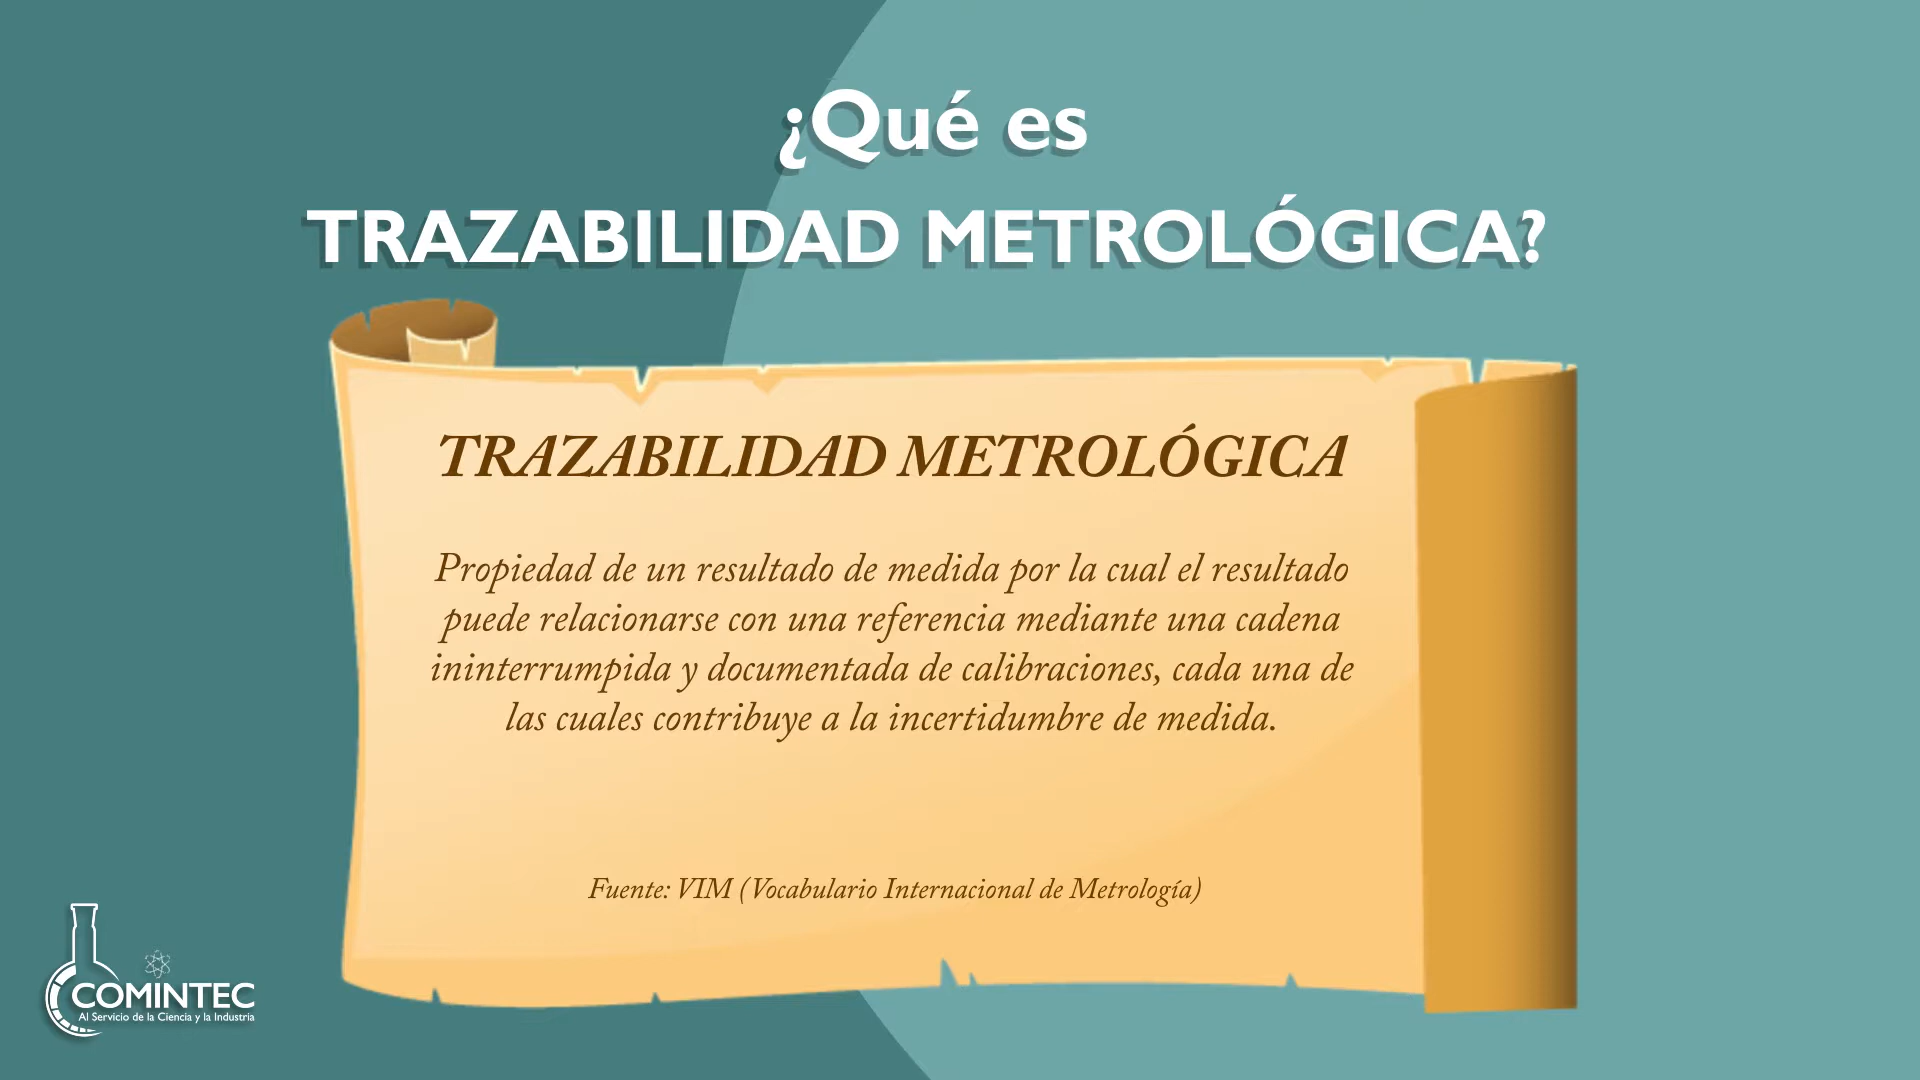 ¿Qué es
TRAZABILIDAD METROLÓGICA?
TRAZABILIDAD METROLÓGICA
Propiedad de un resultado de medida por la cual el resultado
puede relacionarse con una referencia mediante una cadena
ininterrumpida y documentada de calibraciones, cada una de
las cuales contribuye a la incertidumbre de medida.
Fuente: VIM (Vocabulario Internacional de Metrología)
COMINTEC
Al Servicio de la Ciencia y la Industria